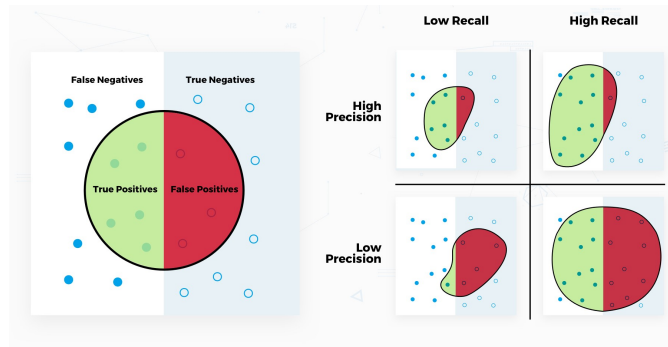 Low Recall
High Recall
False Negatives
True Negatives
True Positives
False Positives
High
Precision
Low
Precision